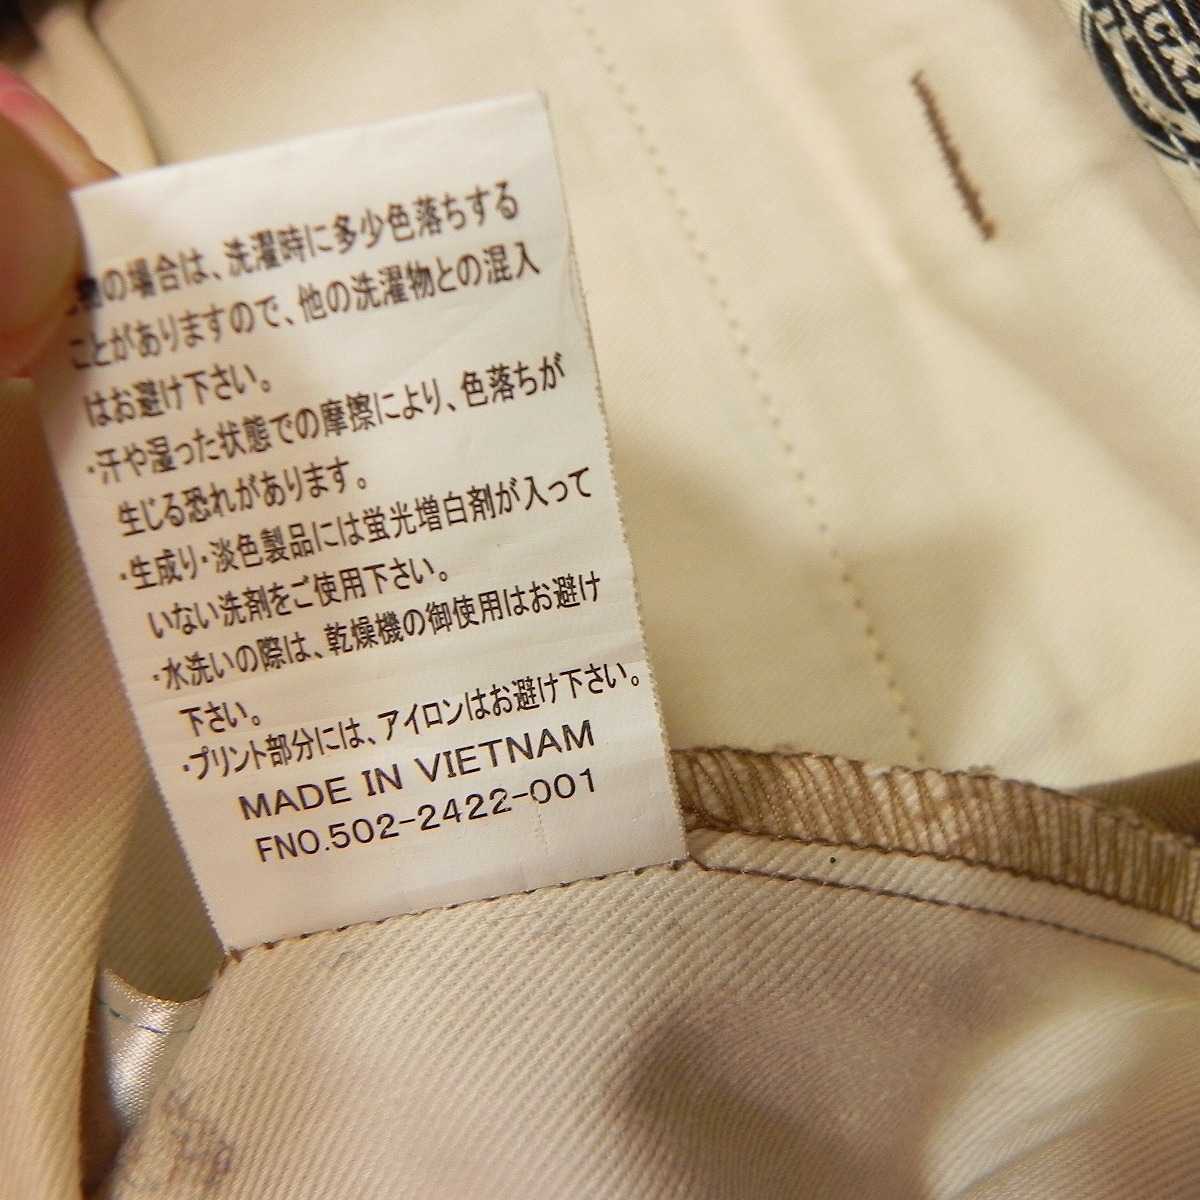 物の場合は、洗濯時に多少色落ちする
ことがありますので、他の洗濯物との混入
はお避け下さい。
・汗や湿った状態での摩擦により、色落ちが
生じる恐れがあります。
・生成り・淡色製品には蛍光増白剤が入って
いない洗剤をご使用下さい。
・水洗いの際は、乾燥機の御使用はお避け
下さい。
・プリント部分には、アイロンはお避け下さい。
MADE IN VIETNAM
FNO.502-2422-001